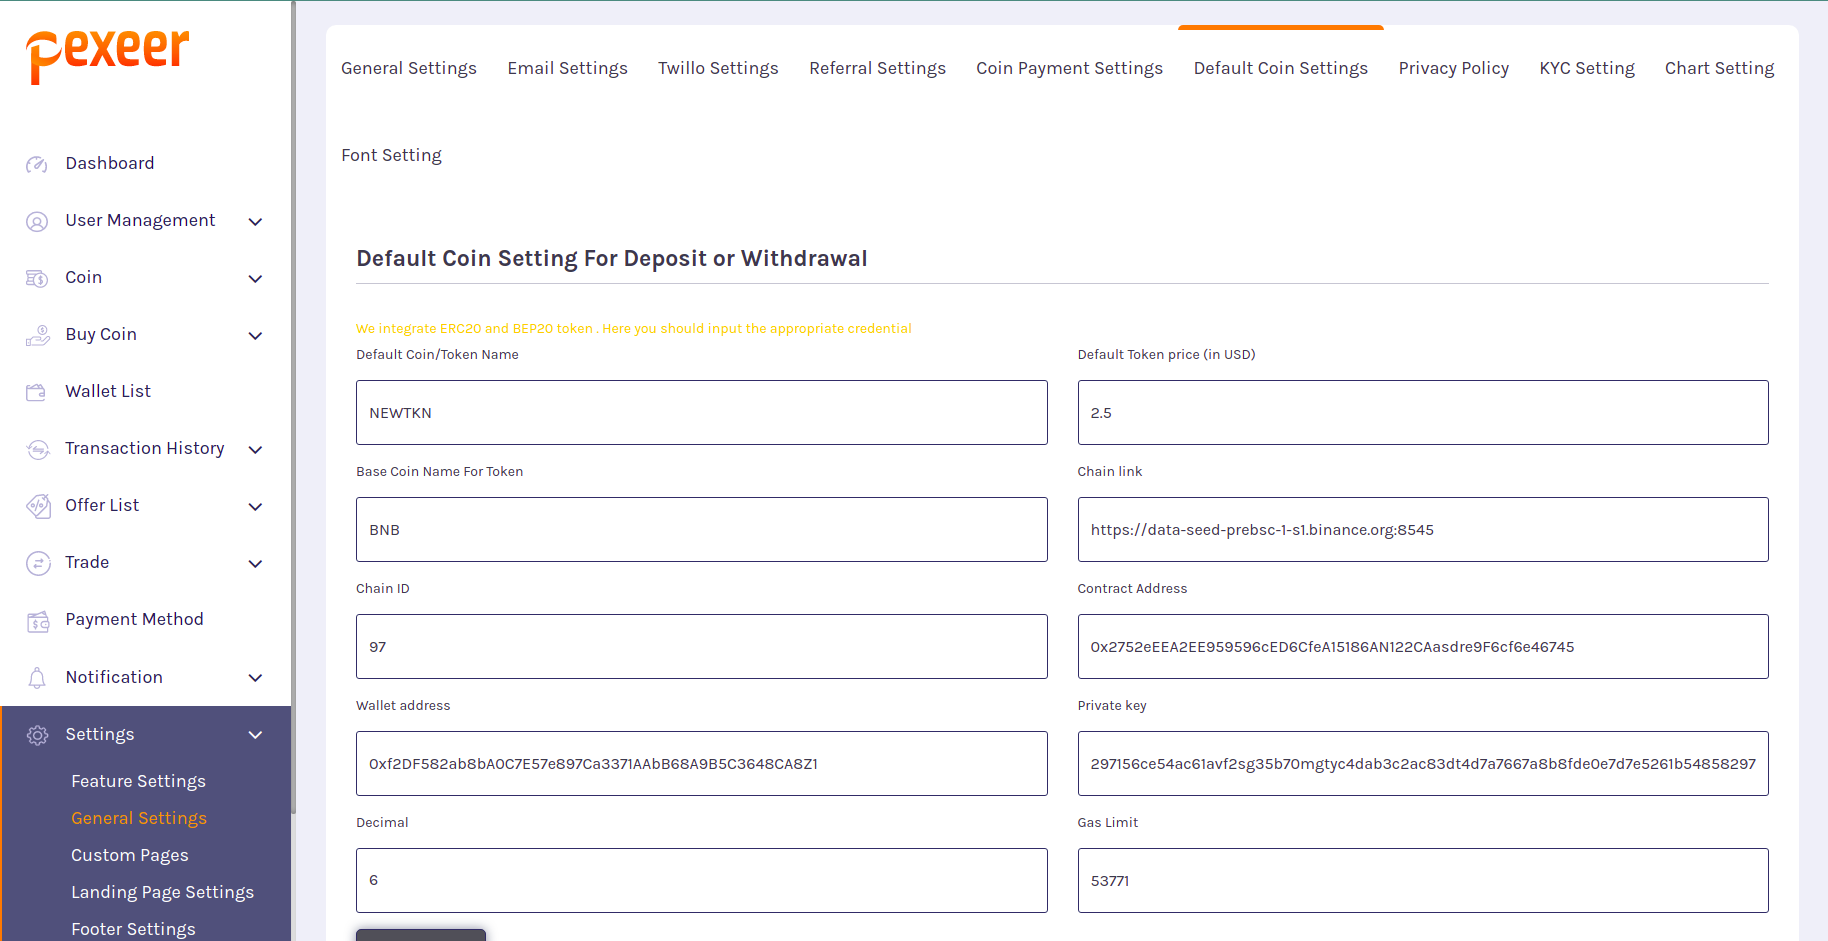 pexeer
General Settings
Email Settings
Twillo Settings
Referral Settings
Coin Payment Settings
Default Coin Settings
Privacy Policy
KYC Setting
Chart Setting
Font Setting
Dashboard
User Management
Coin
Buy Coin
Wallet List
Transaction History
Offer List
Trade
Payment Method
Notification
Settings
Feature Settings
General Settings
Custom Pages
Landing Page Settings
Footer Settings
Default Coin Setting For Deposit or Withdrawal
We integrate ERC20 and BEP20 token . Here you should input the appropriate credential
Default Coin/Token Name
NEWTKN
Default Token price (in USD)
2.5
Base Coin Name For Token
BNB
Chain link
https://data-seed-prebsc-1-s1.binance.org:8545
Chain ID
97
Contract Address
0x2752eEEA2EE959596cED6CfeA15186AN122CAasdre9F6cf6e46745
Wallet address
0xf2DF582ab8bA0C7E57e897Ca3371AAbB68A9B5C3648CA8Z1
Private key
297156ce54ac61avf2sg35b70mgtyc4dab3c2ac83dt4d7a7667a8b8fde0e7d7e5261b54858297
Decimal
6
Gas Limit
53771